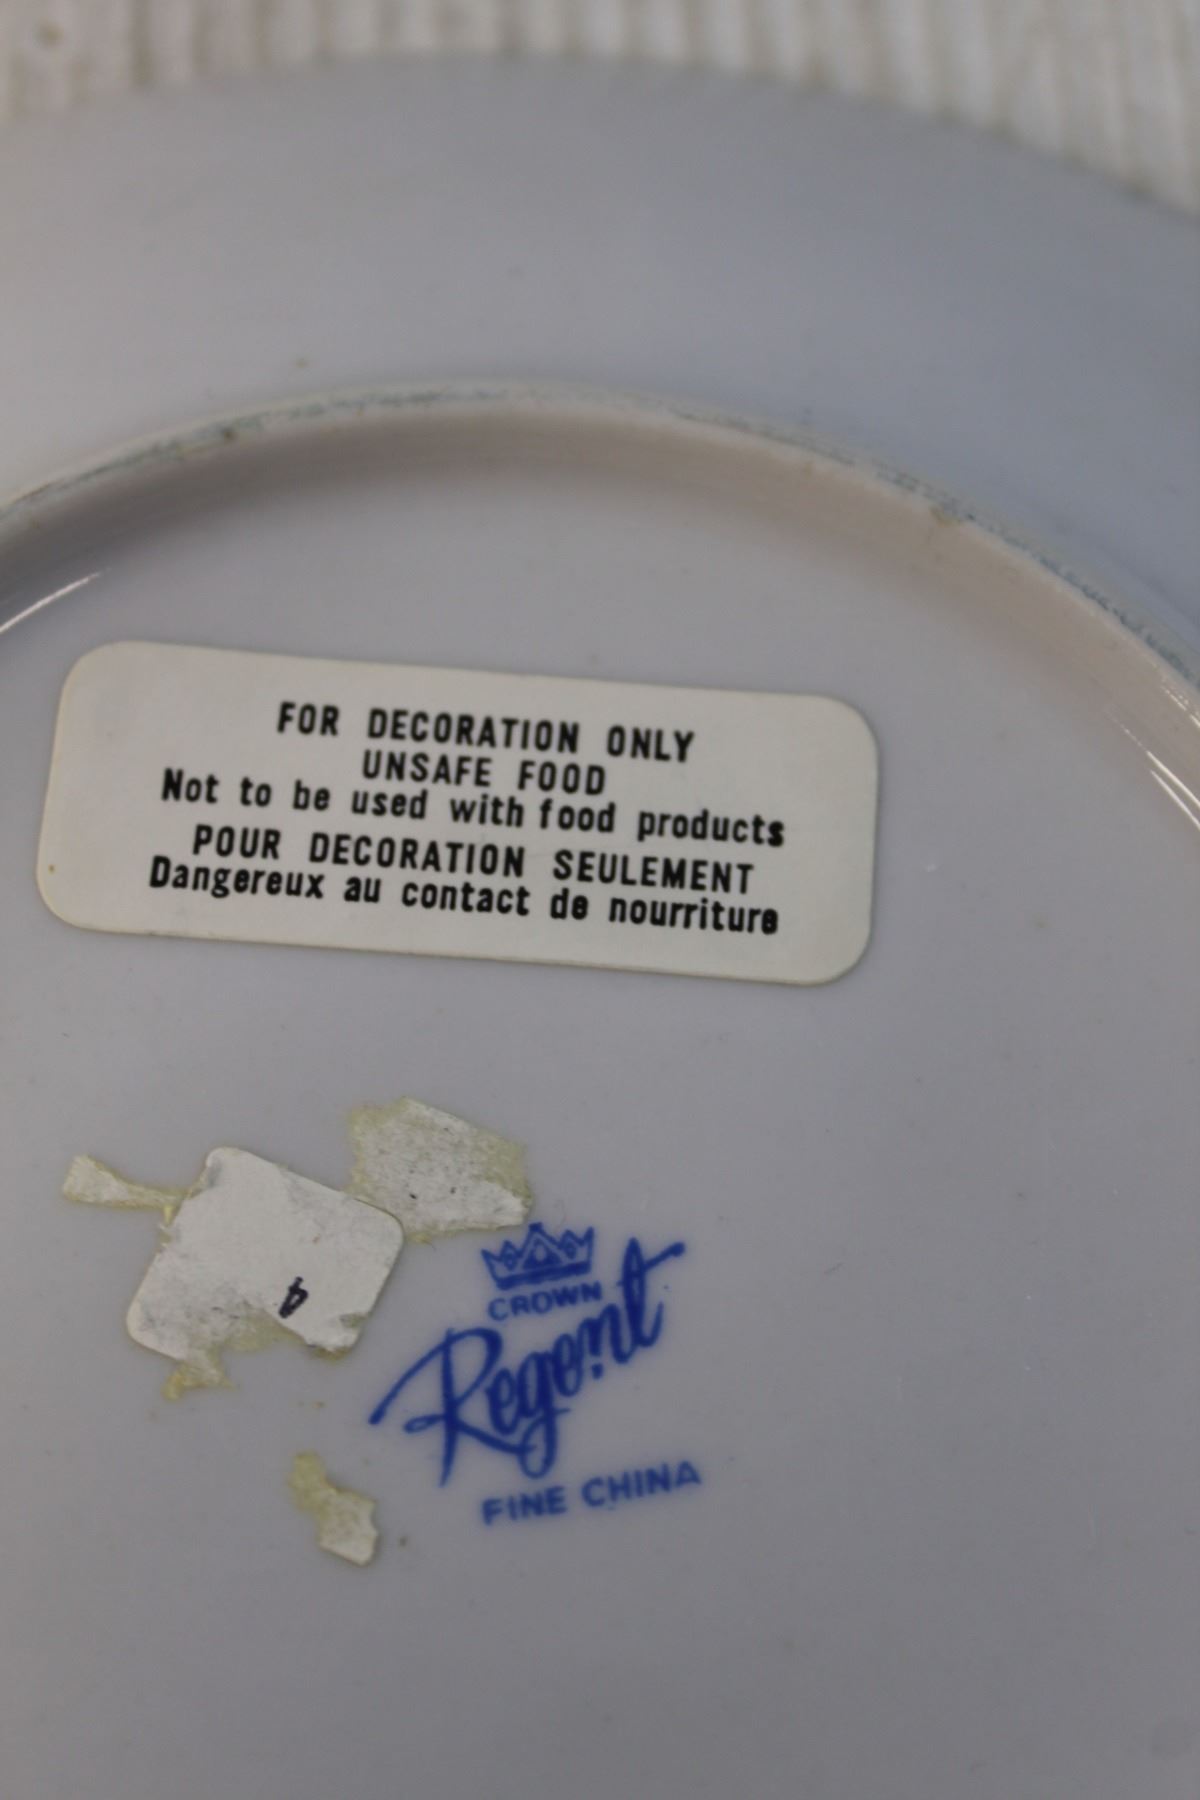 FOR DECORATION ONLY
UNSAFE FOOD
Not to be used with food products
POUR DECORATION SEULEMENT
Dangereux au contact de nourriture
4
CROWN
Regent
FINE CHINA